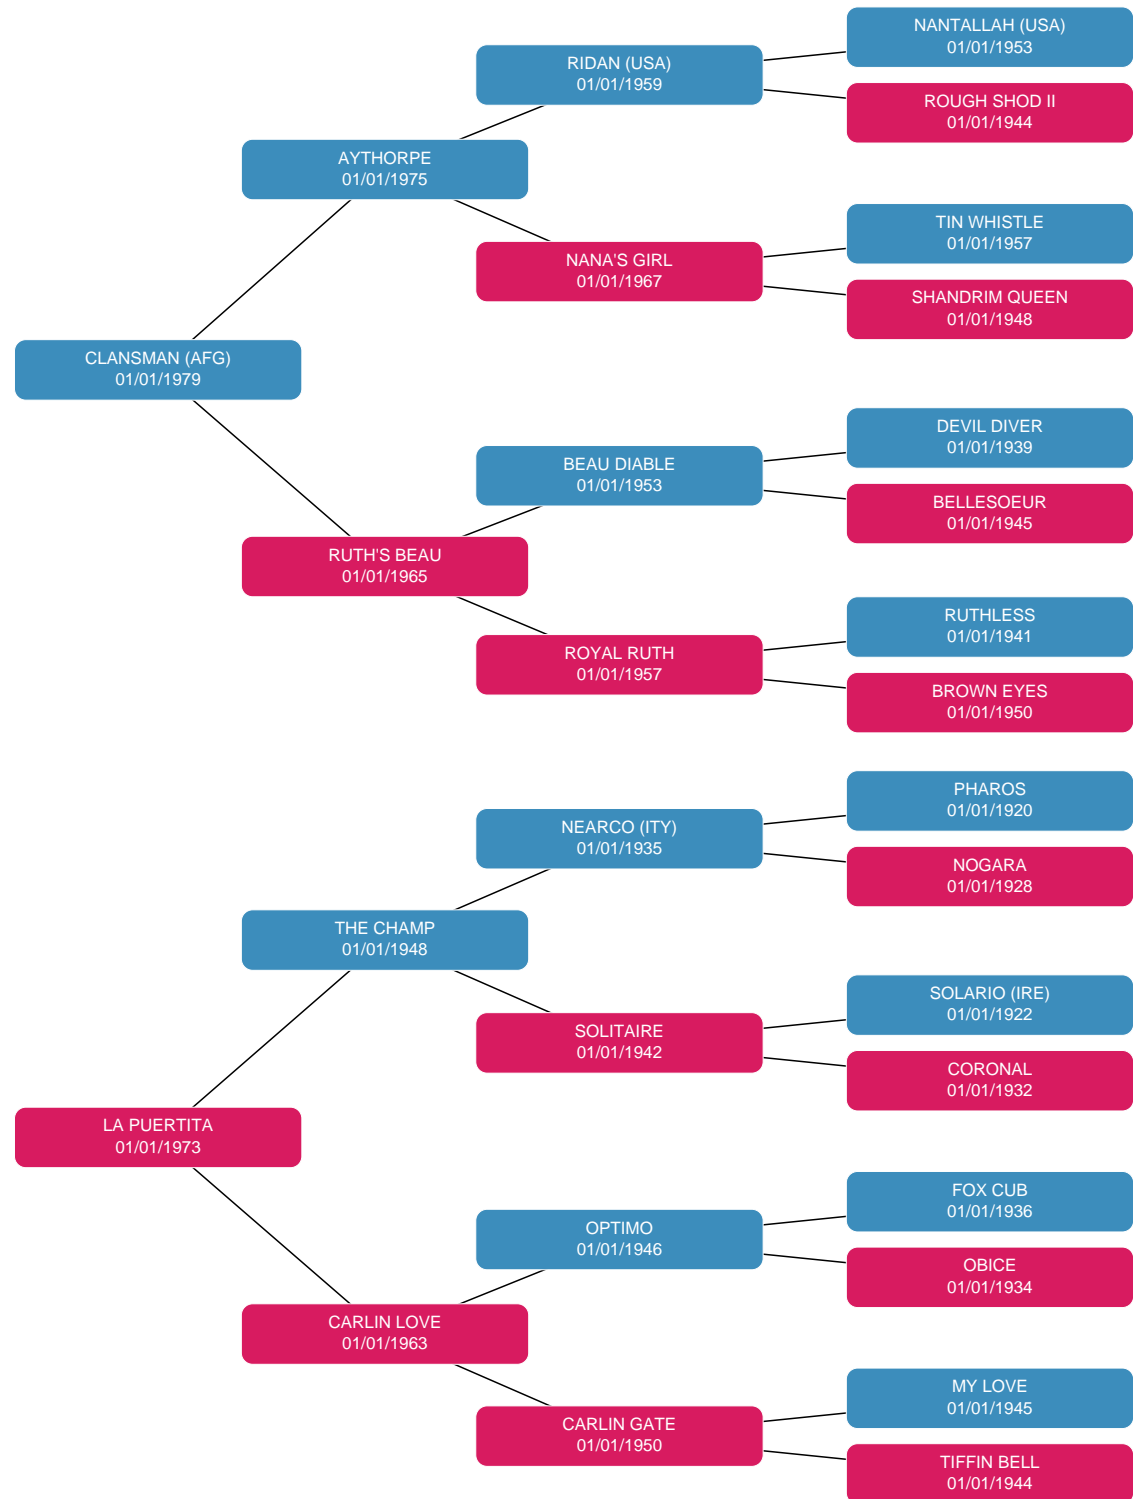 NANTALLAH (USA)
01/01/1953
RIDAN (USA)
01/01/1959
ROUGH SHOD II
01/01/1944
AYTHORPE
01/01/1975
TIN WHISTLE
01/01/1957
NANA'S GIRL
01/01/1967
SHANDRIM QUEEN
01/01/1948
CLANSMAN (AFG)
01/01/1979
DEVIL DIVER
01/01/1939
BEAU DIABLE
01/01/1953
BELLESOEUR
01/01/1945
RUTH'S BEAU
01/01/1965
RUTHLESS
01/01/1941
ROYAL RUTH
01/01/1957
BROWN EYES
01/01/1950
PHAROS
01/01/1920
NEARCO (ITY)
01/01/1935
NOGARA
01/01/1928
THE CHAMP
01/01/1948
SOLARIO (IRE)
01/01/1922
SOLITAIRE
01/01/1942
CORONAL
01/01/1932
LA PUERTITA
01/01/1973
FOX CUB
01/01/1936
OPTIMO
01/01/1946
OBICE
01/01/1934
CARLIN LOVE
01/01/1963
MY LOVE
01/01/1945
CARLIN GATE
01/01/1950
TIFFIN BELL
01/01/1944